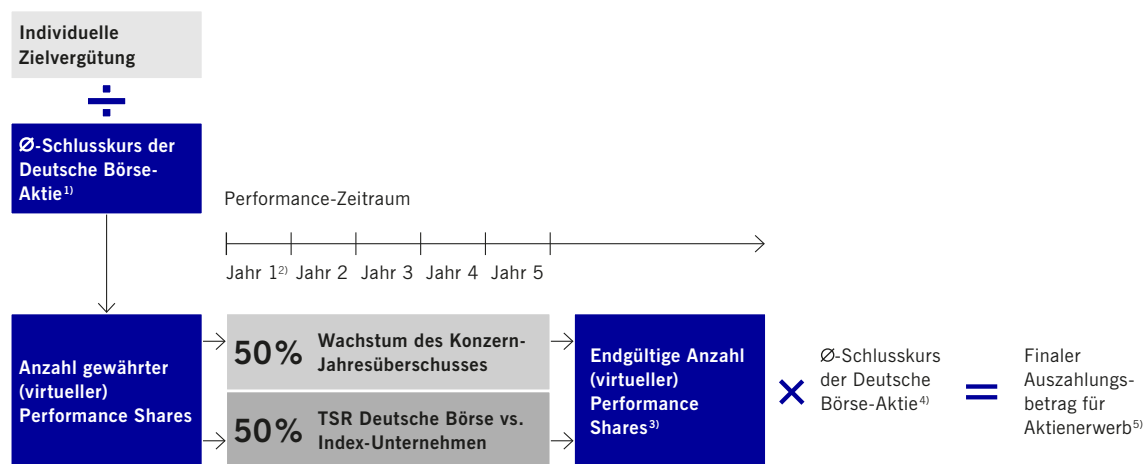 Individuelle
Zielvergütung
÷
Ø-Schlusskurs der
Deutsche Börse-
Aktie¹⁾
Performance-Zeitraum
Jahr 1²⁾ Jahr 2 Jahr 3 Jahr 4 Jahr 5
Anzahl gewährter
(virtueller)
Performance Shares
50% Wachstum des Konzern-
Jahresüberschusses
50% TSR Deutsche Börse vs.
Index-Unternehmen
Endgültige Anzahl
(virtueller)
Performance
Shares³⁾
×
Ø-Schlusskurs
der Deutsche
Börse-Aktie⁴⁾
=
Finaler
Auszahlungs-
betrag für
Aktienerwerb⁵⁾